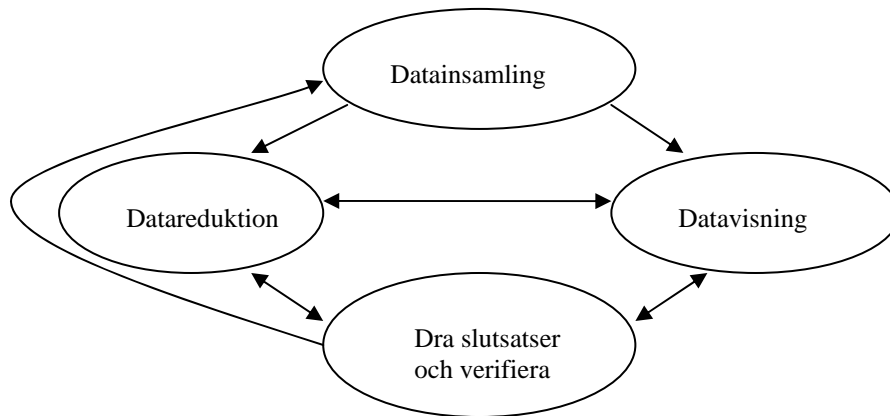 Datainsamling
Datareduktion
Datavisning
Dra slutsatser
och verifiera